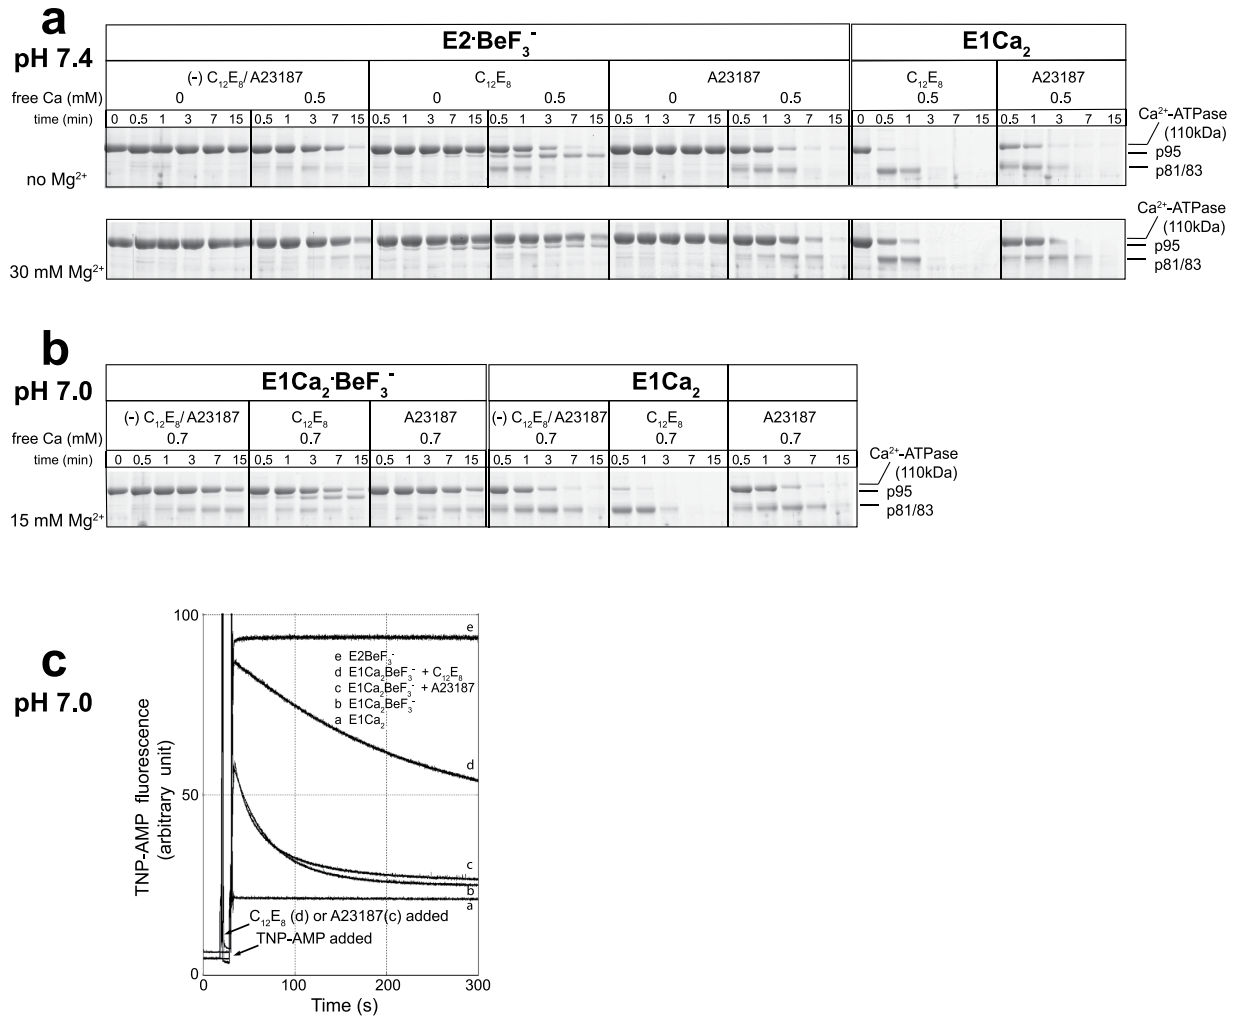 a
pH 7.4
E2·BeF₃⁻ E1Ca₂
(-) C₁₂E₈/ A23187 C₁₂E₈ A23187 C₁₂E₈ A23187
free Ca (mM) 0 0.5 0 0.5 0 0.5 0.5 0.5
time (min) 0 0.5 1 3 7 15 0.5 1 3 7 15 0.5 1 3 7 15 0.5 1 3 7 15 0.5 1 3 7 15 0.5 1 3 7 15 0 0.5 1 3 7 15 0.5 1 3 7 15
Ca²⁺-ATPase
(110kDa)
p95
p81/83
no Mg²⁺
Ca²⁺-ATPase
(110kDa)
p95
p81/83
30 mM Mg²⁺
b
pH 7.0
E1Ca₂·BeF₃⁻ E1Ca₂
(-) C₁₂E₈/ A23187 C₁₂E₈ A23187 (-) C₁₂E₈/ A23187 C₁₂E₈ A23187
free Ca (mM) 0.7 0.7 0.7 0.7 0.7 0.7
time (min) 0 0.5 1 3 7 15 0.5 1 3 7 15 0.5 1 3 7 15 0.5 1 3 7 15 0.5 1 3 7 15 0.5 1 3 7 15
Ca²⁺-ATPase
(110kDa)
p95
p81/83
15 mM Mg²⁺
c
pH 7.0
TNP-AMP fluorescence
(arbitrary unit)
100
50
0
e
e E2BeF₃⁻
d E1Ca₂BeF₃⁻ + C₁₂E₈
c E1Ca₂BeF₃⁻ + A23187
b E1Ca₂BeF₃⁻
a E1Ca₂
d
c
b
a
C₁₂E₈ (d) or A23187(c) added
TNP-AMP added
0 100 200 300
Time (s)